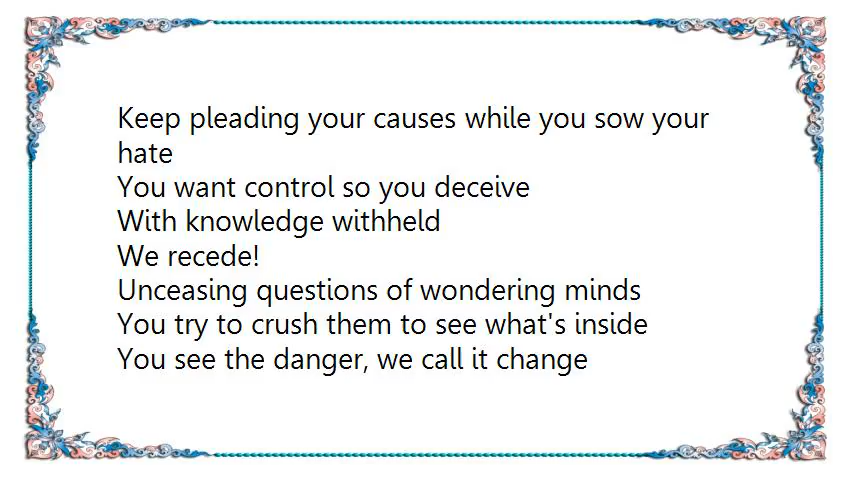 Keep pleading your causes while you sow your
hate
You want control so you deceive
With knowledge withheld
We recede!
Unceasing questions of wondering minds
You try to crush them to see what's inside
You see the danger, we call it change